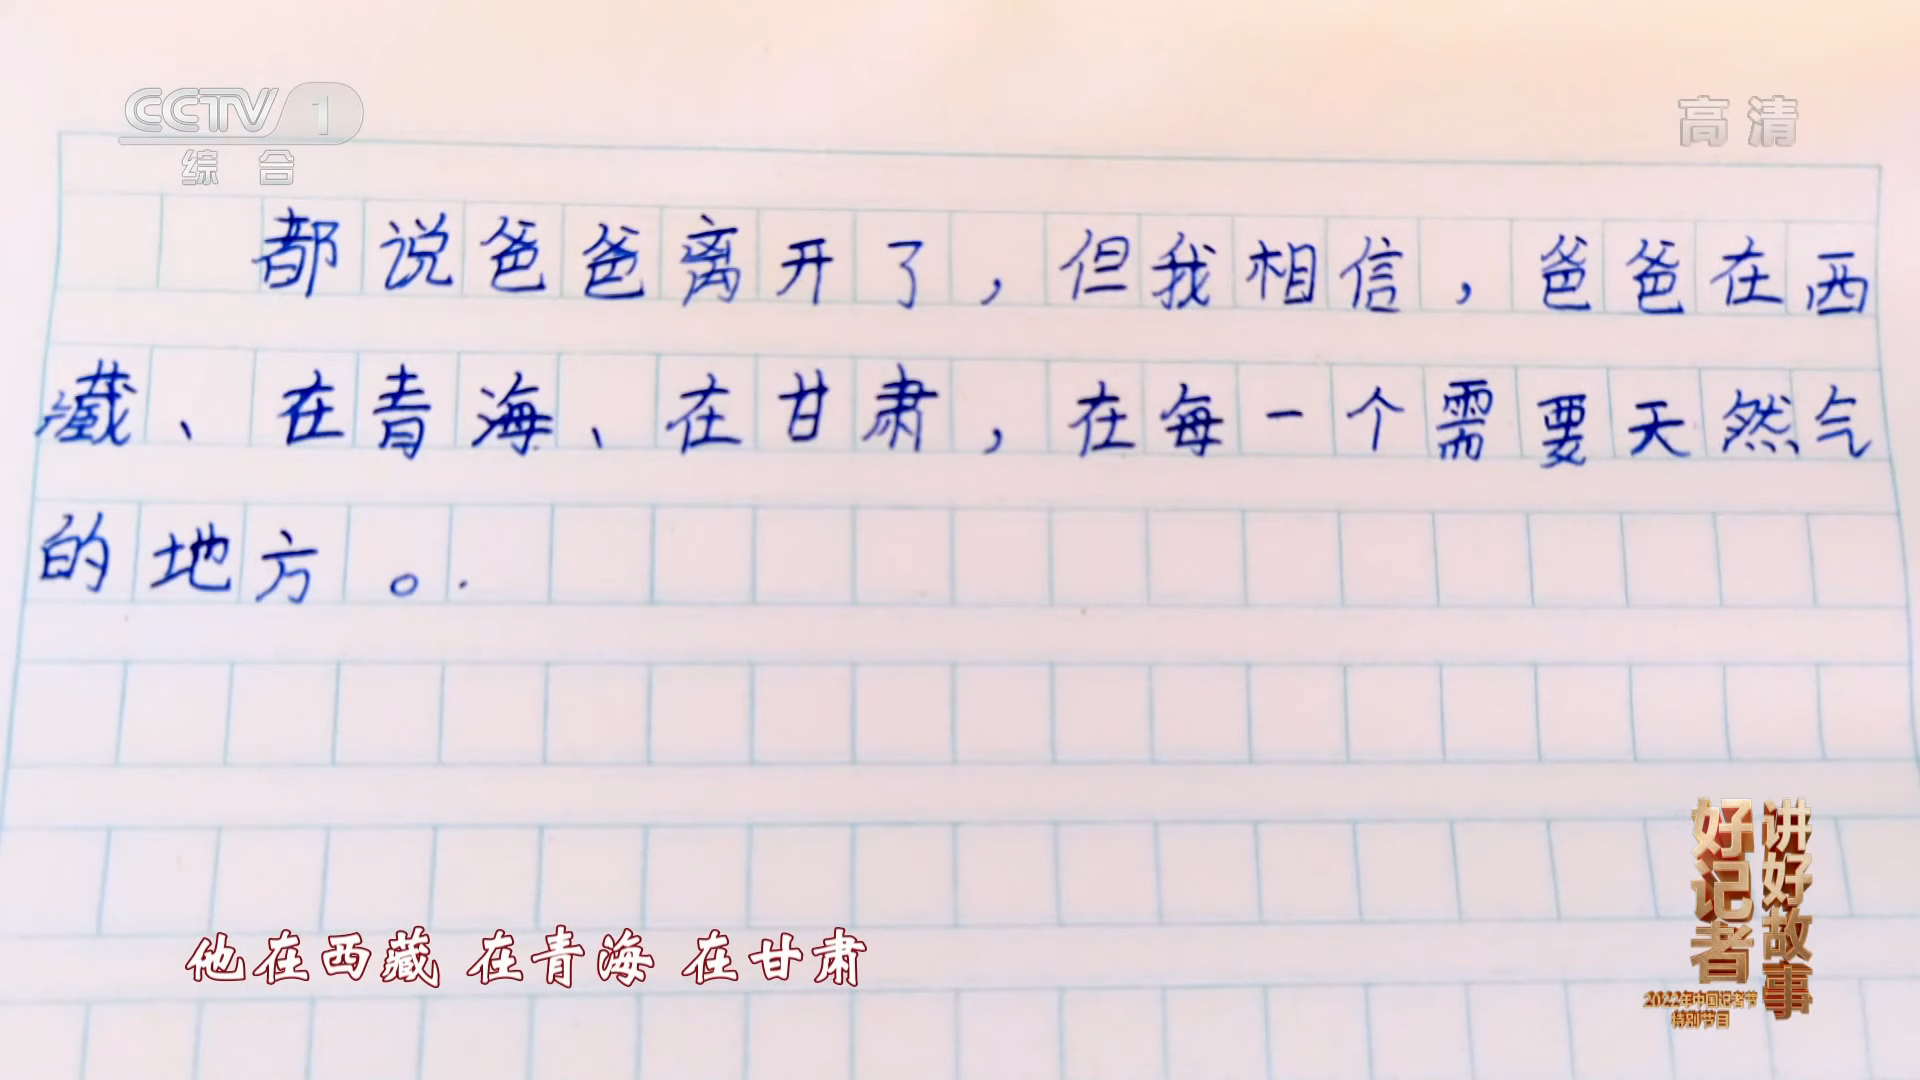 CCTV 1
综合
高清
都说爸爸离开了，但我相信，爸爸在西
藏、在青海、在甘肃，在每一个需要天然气
的地方。.
他在西藏 在青海 在甘肃
好记者
讲好故事
2022年中国记者节
特别节目